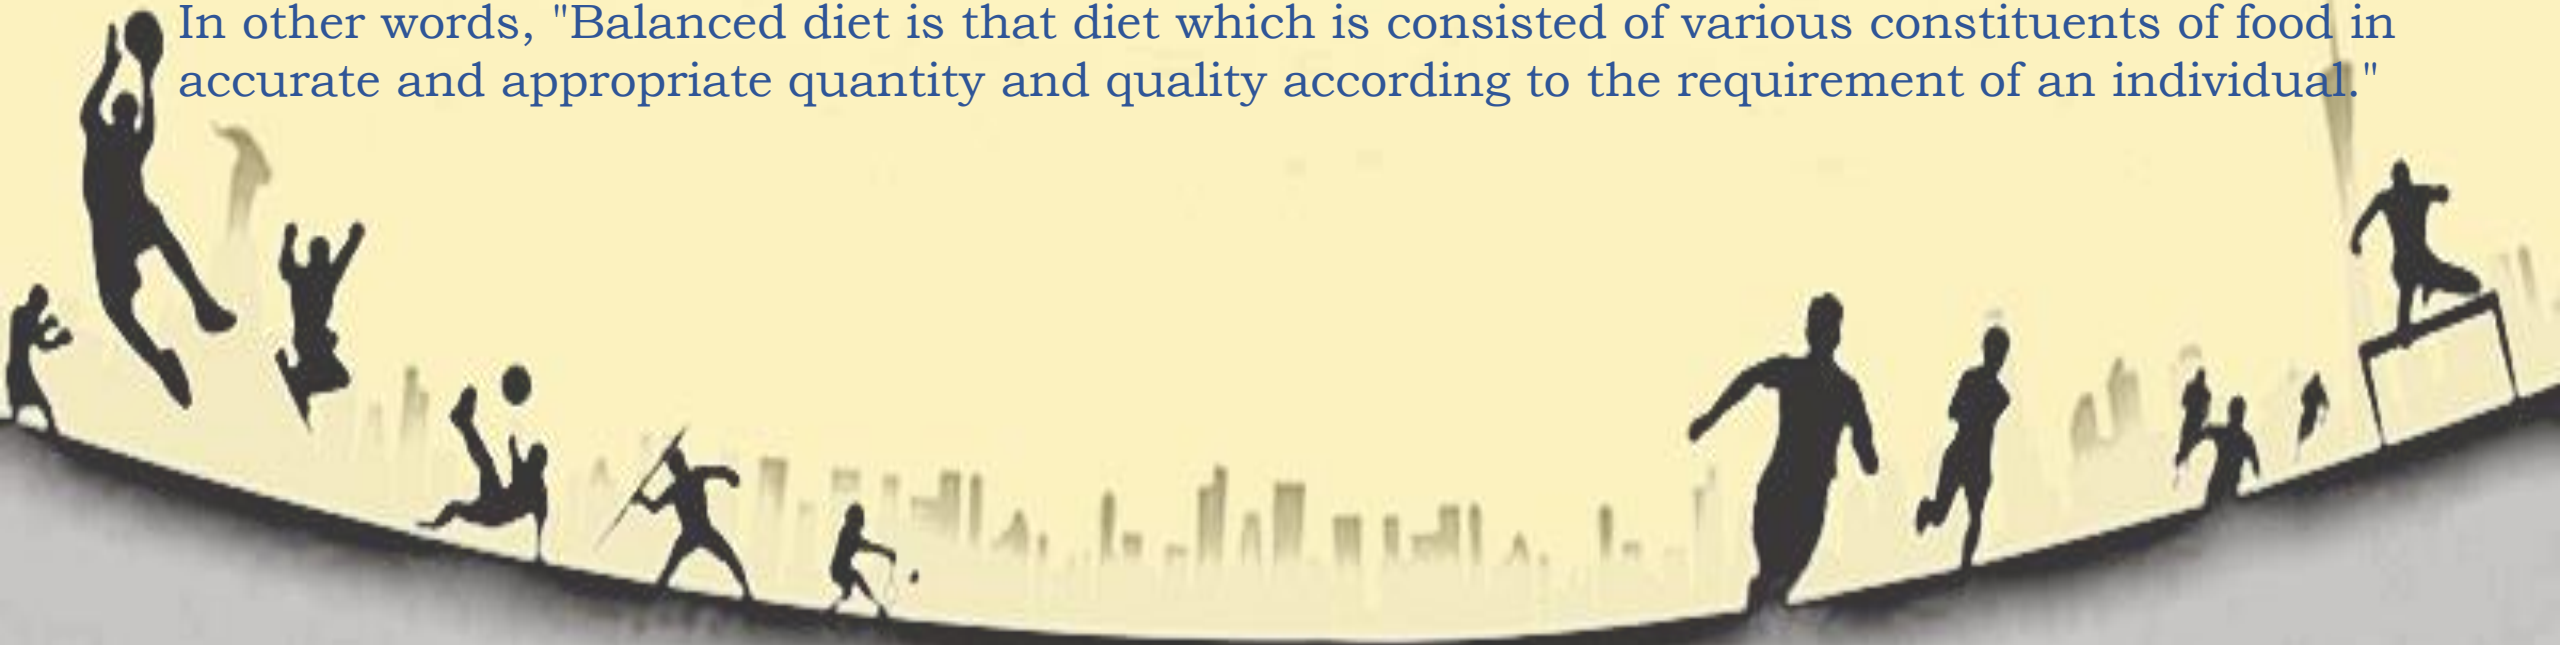 In other words, "Balanced diet is that diet which is consisted of various constituents of food in
accurate and appropriate quantity and quality according to the requirement of an individual."